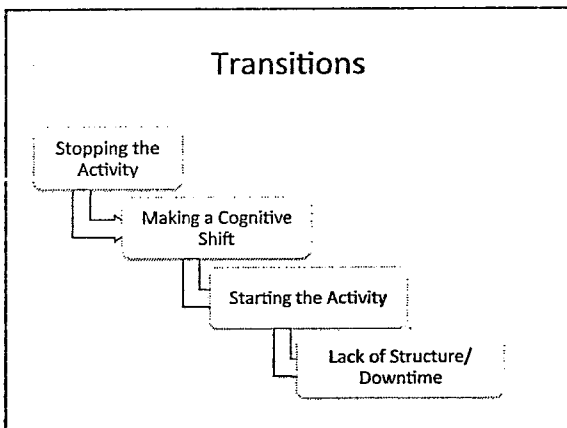 Transitions
Stopping the
Activity
Making a Cognitive
Shift
Starting the Activity
Lack of Structure/
Downtime